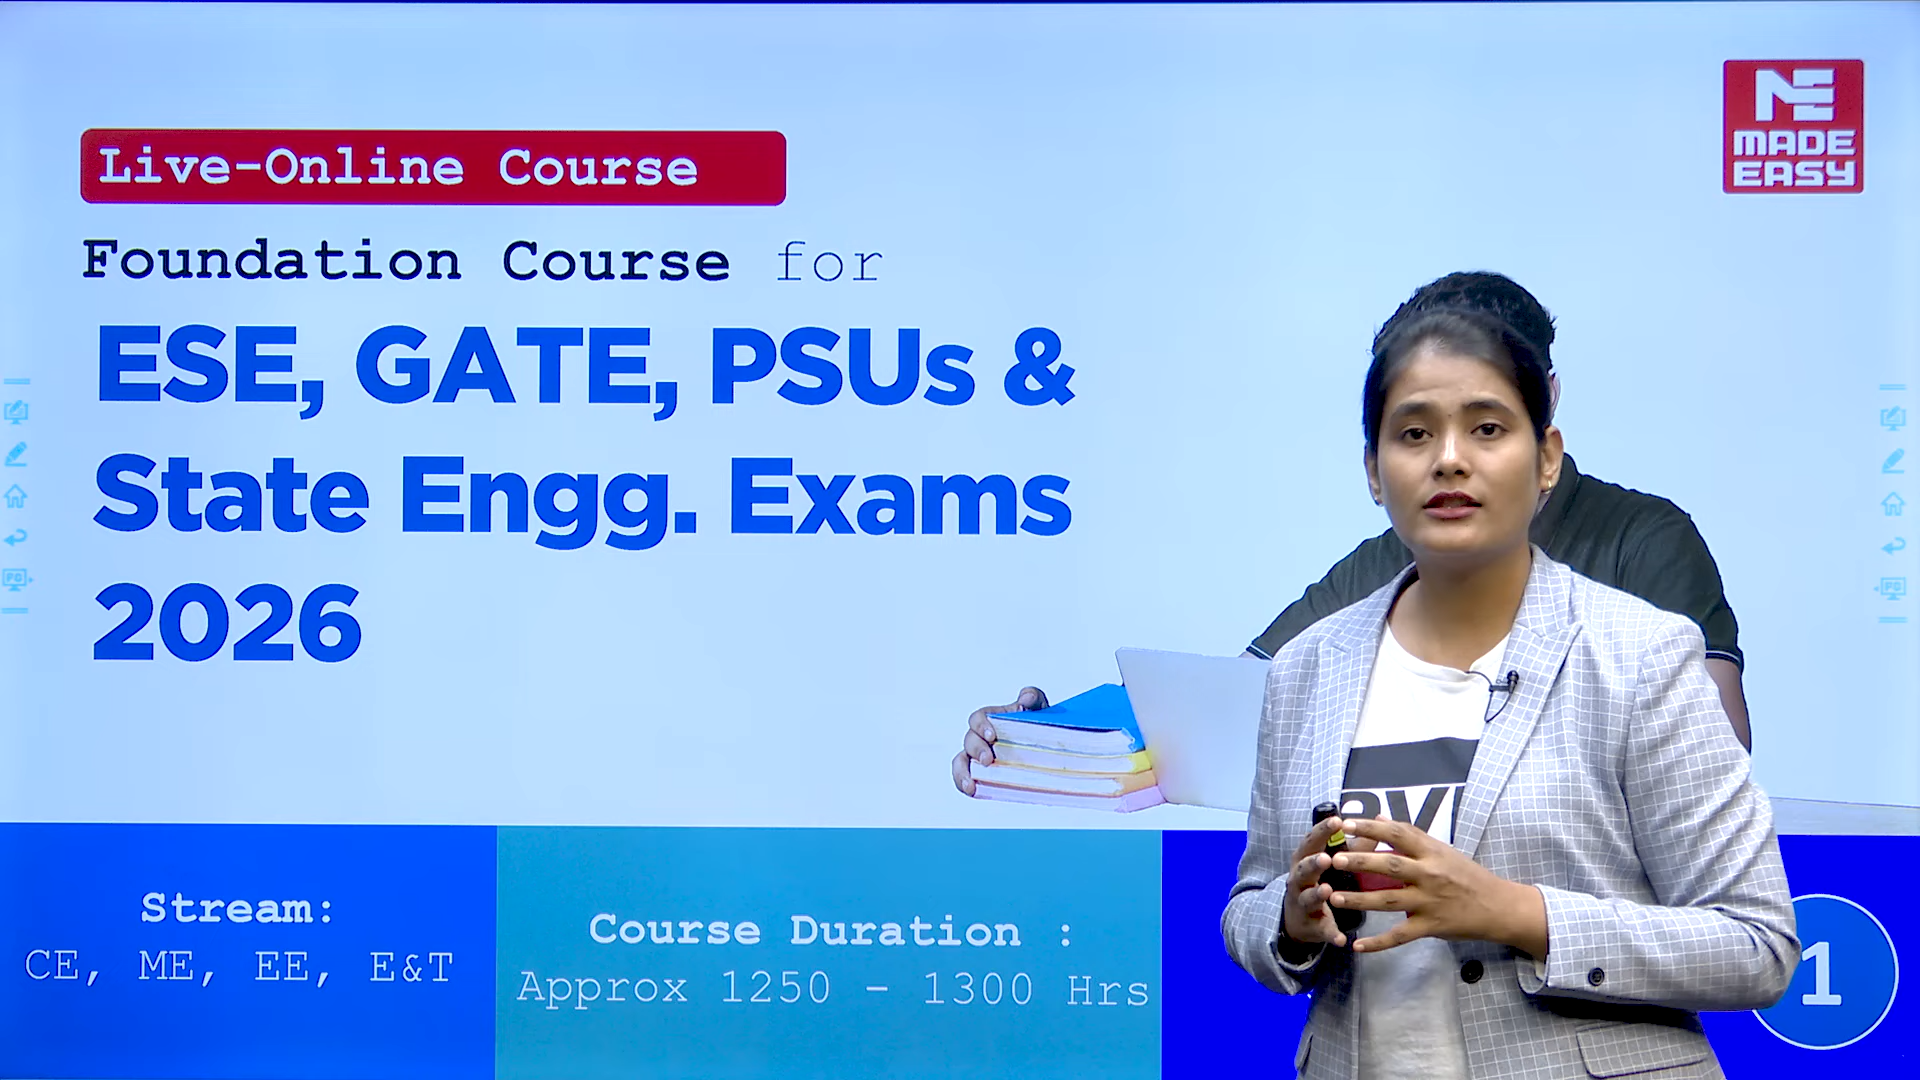 Live-Online Course
Foundation Course for
ESE, GATE, PSUs &
State Engg. Exams
2026
Stream:
CE, ME, EE, E&T
Course Duration :
Approx 1250 - 1300 Hrs
1
ME
MADE
EASY